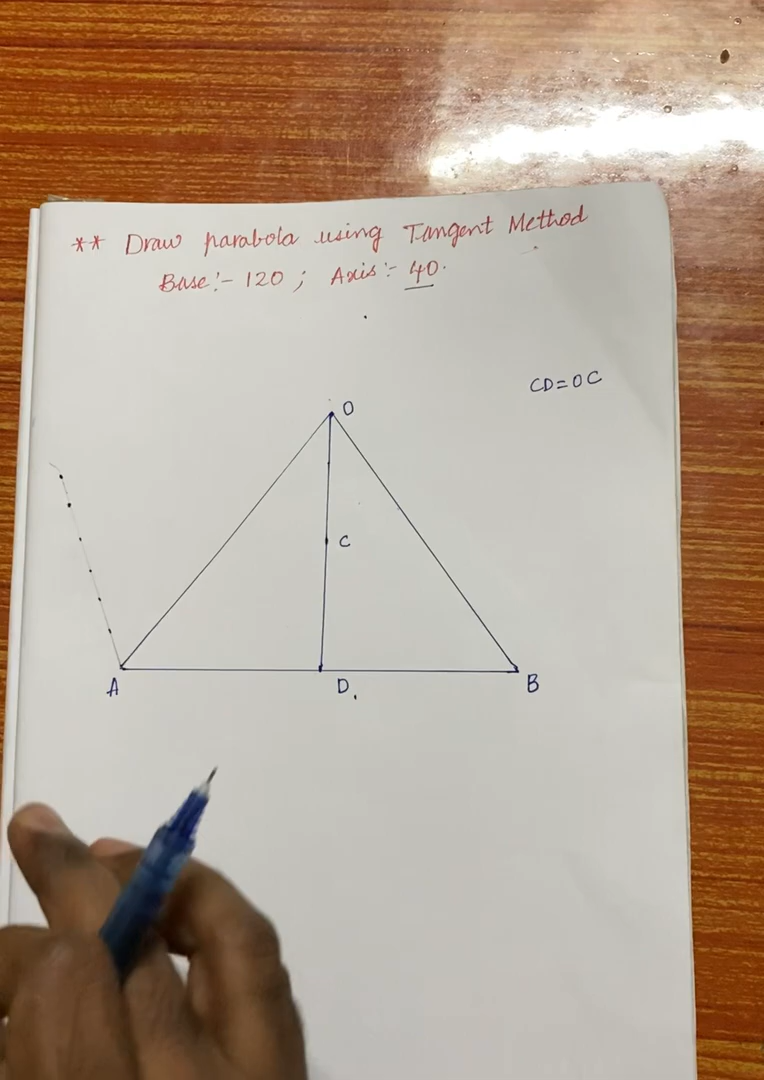 ** Draw parabola using Tangent Method
Base:- 120 ; Axis:- 40.
CD=OC
O
C
A
D
B